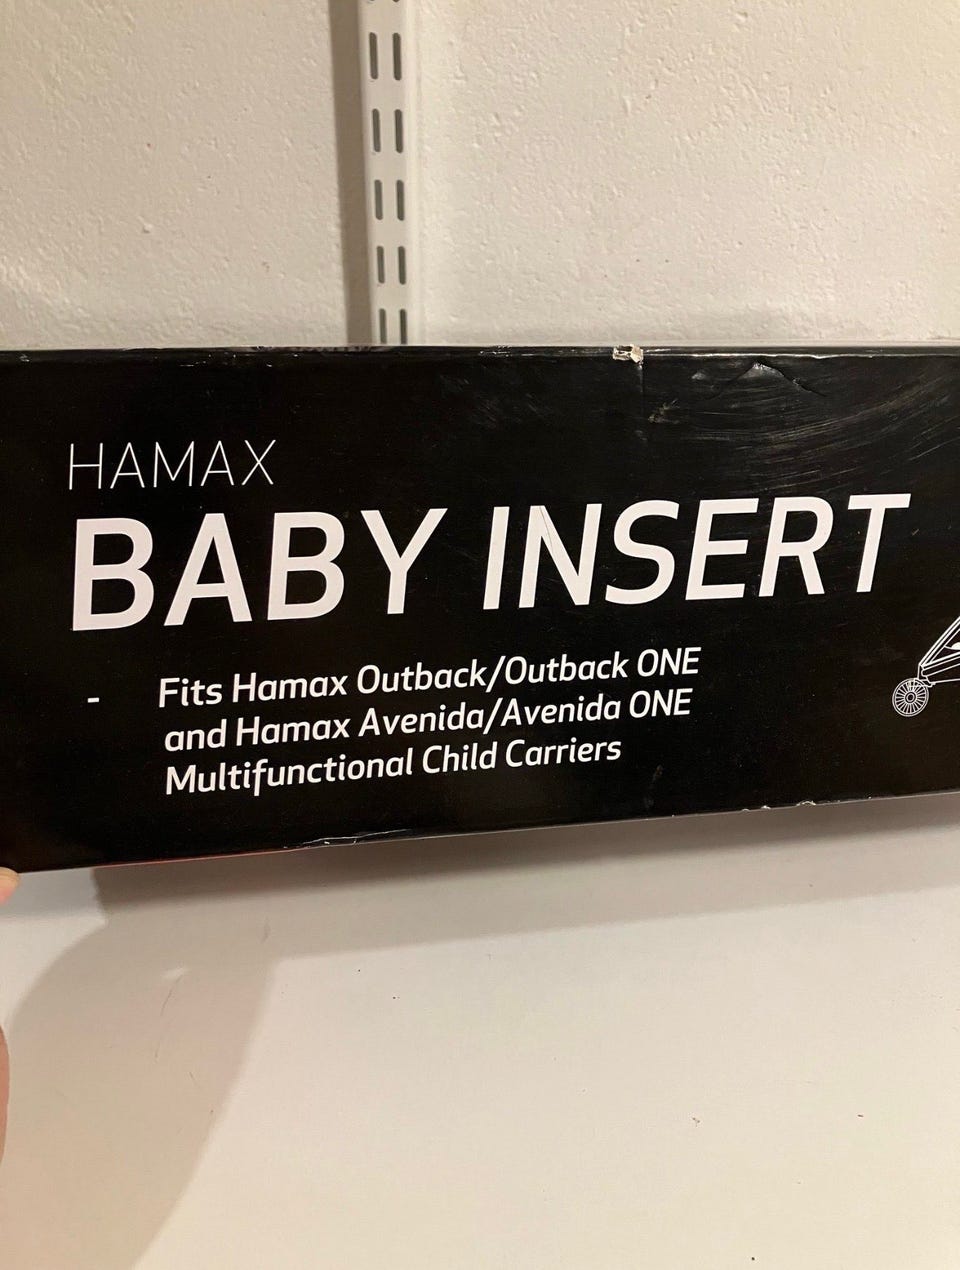 HAMAX
BABY INSERT
- Fits Hamax Outback/Outback ONE
and Hamax Avenida/Avenida ONE
Multifunctional Child Carriers